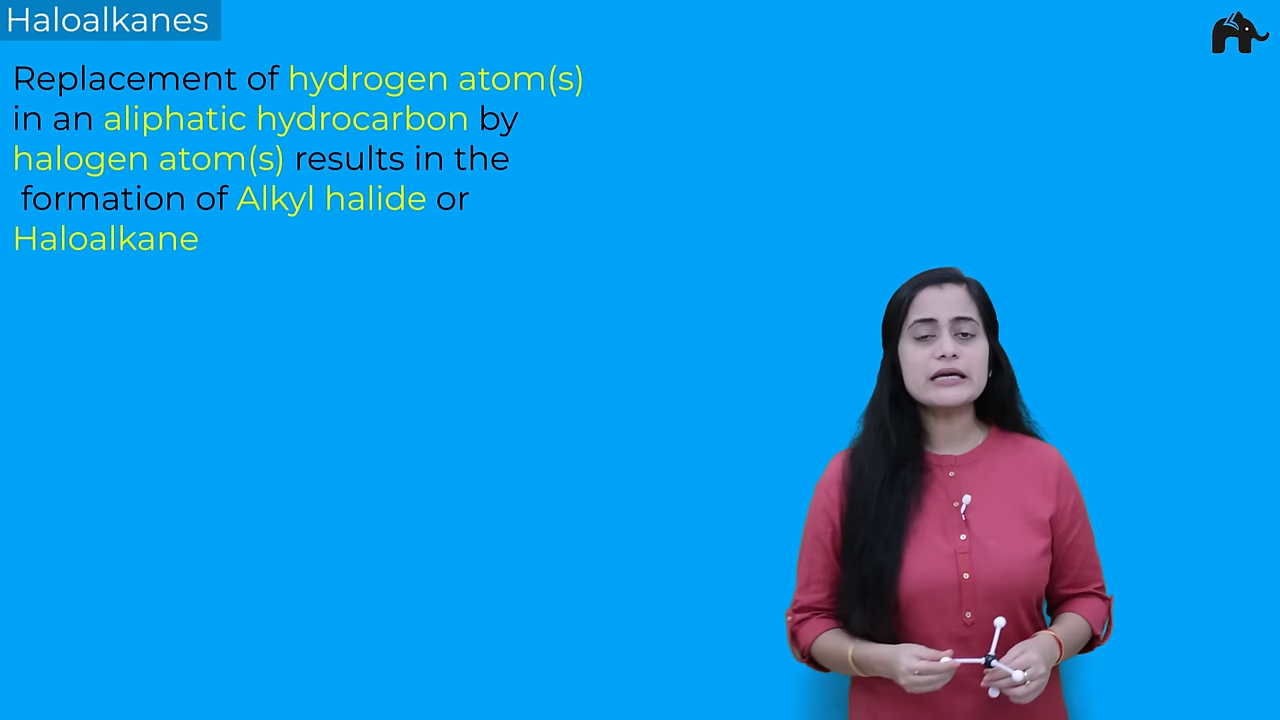 Haloalkanes
Replacement of hydrogen atom(s)
in an aliphatic hydrocarbon by
halogen atom(s) results in the
formation of Alkyl halide or
Haloalkane